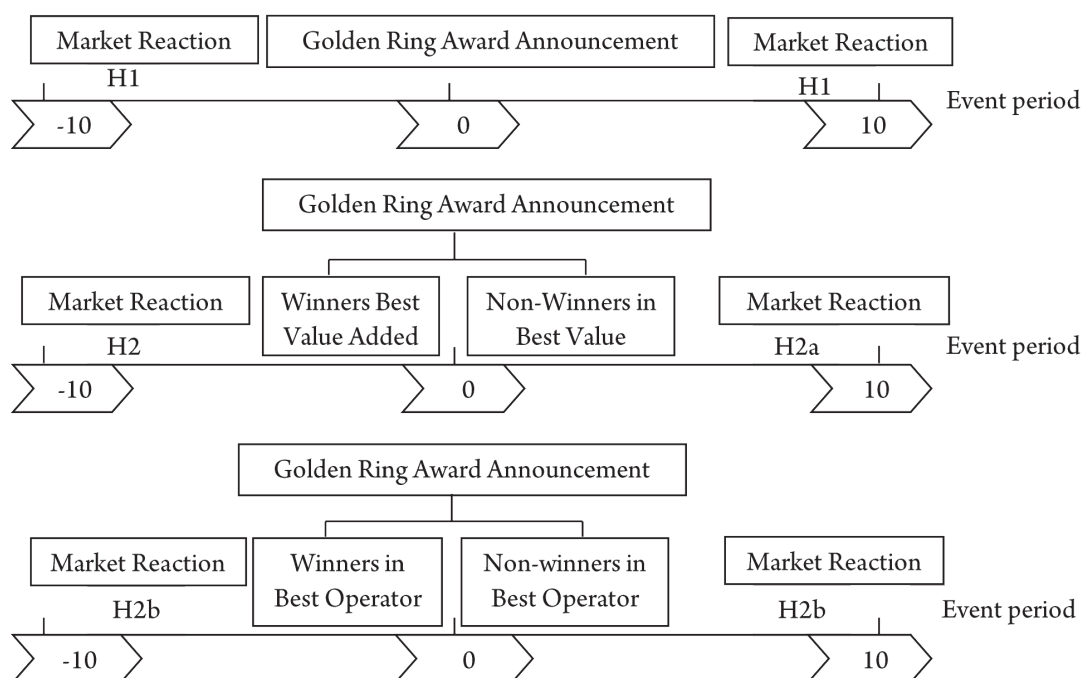 Market Reaction
Golden Ring Award Announcement
Market Reaction
H1
H1
Event period
-10
0
10
Golden Ring Award Announcement
Market Reaction
Winners Best
Value Added
Non-Winners in
Best Value
Market Reaction
H2
H2a
Event period
-10
0
10
Golden Ring Award Announcement
Market Reaction
Winners in
Best Operator
Non-winners in
Best Operator
Market Reaction
H2b
H2b
Event period
-10
0
10